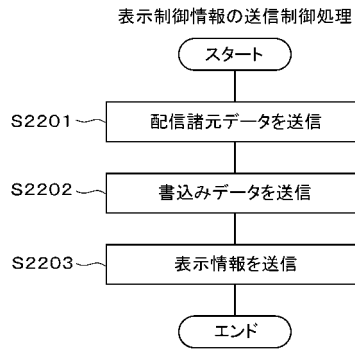 表示制御情報の送信制御処理
スタート
S2201 配信諸元データを送信
S2202 書込みデータを送信
S2203 表示情報を送信
エンド